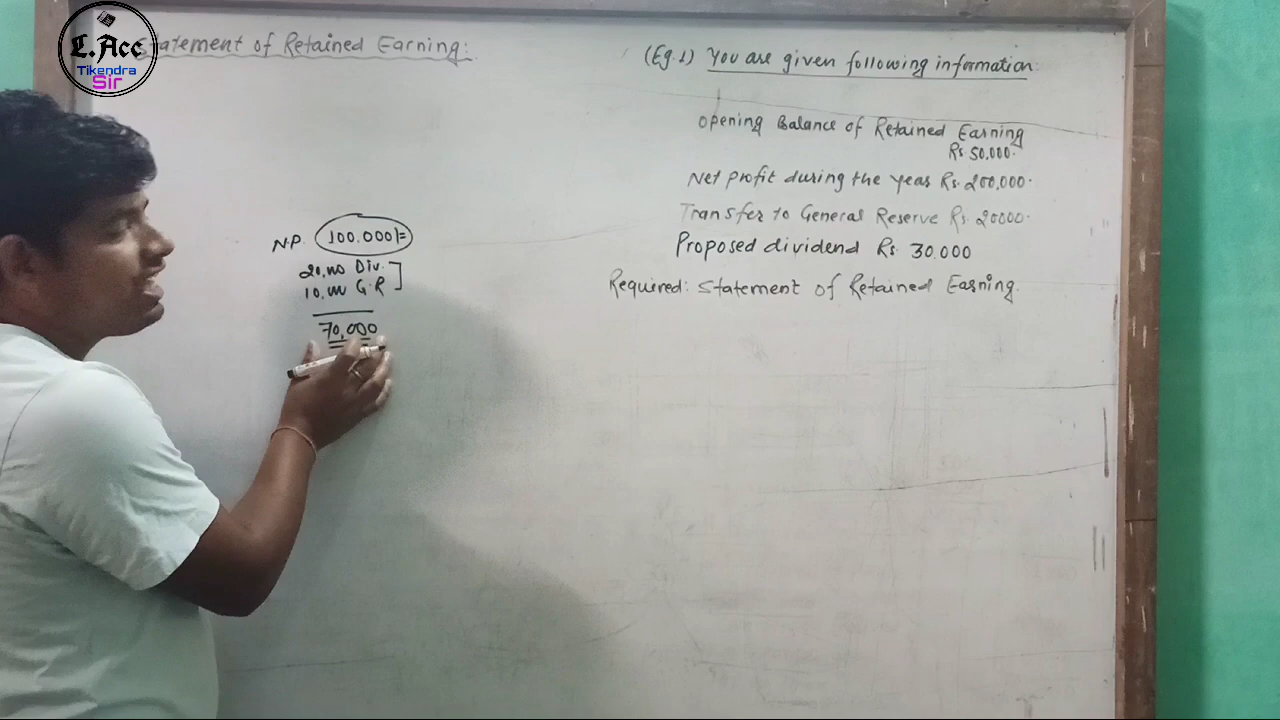 L.Acc
Tikendra
Sir
Statement of Retained Earning:
N.P. 100.000/=
20,000 Div.
10,000 G.R
70,000
(Eg.1) You are given following information:
Opening Balance of Retained Earning
Rs 50,000.
Net profit during the year Rs. 200,000.
Transfer to General Reserve Rs. 20000.
Proposed dividend Rs. 30.000
Required: Statement of Retained Earning.